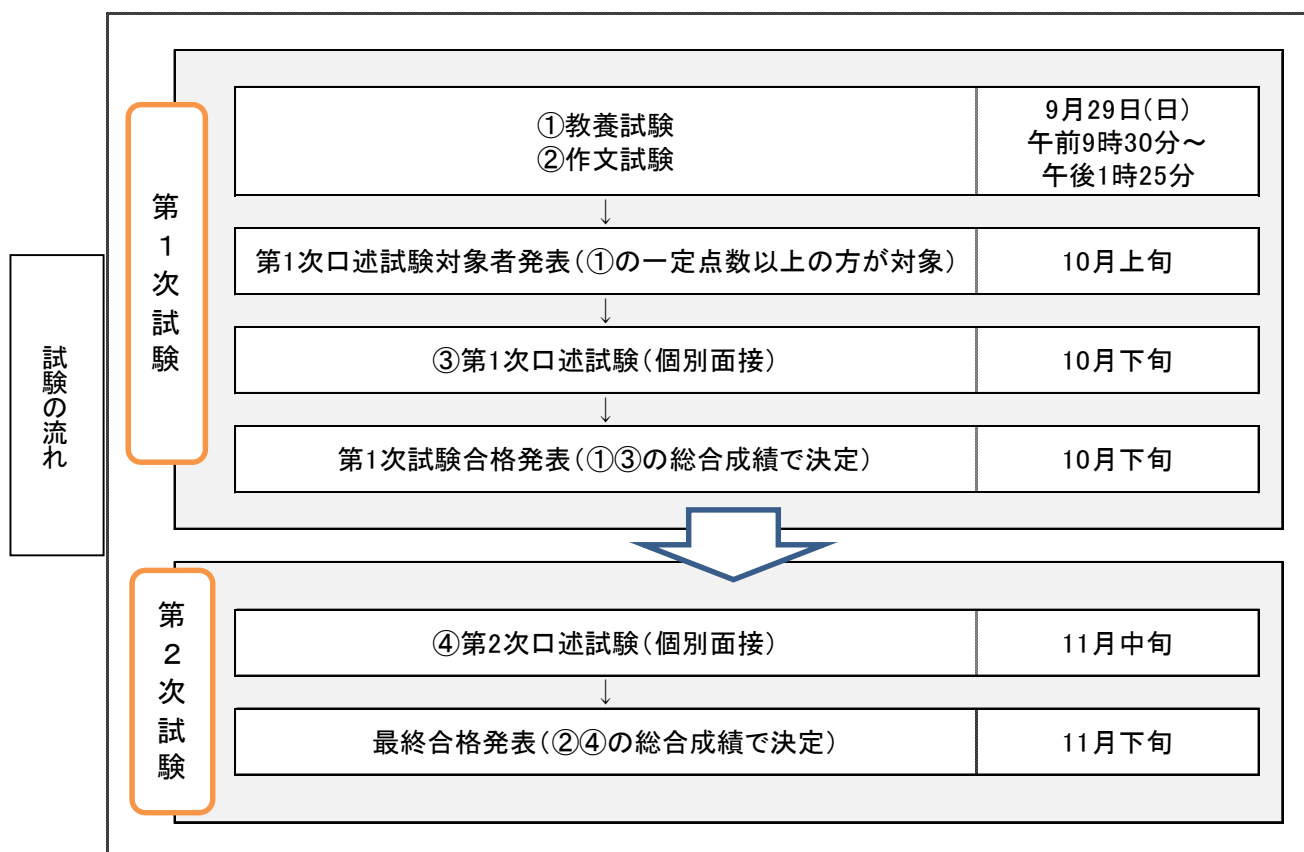 試験の流れ
第1次試験
①教養試験
②作文試験
9月29日(日)
午前9時30分～
午後1時25分
↓
第1次口述試験対象者発表(①の一定点数以上の方が対象)
10月上旬
↓
③第1次口述試験(個別面接)
10月下旬
↓
第1次試験合格発表(①③の総合成績で決定)
10月下旬
第2次試験
④第2次口述試験(個別面接)
11月中旬
↓
最終合格発表(②④の総合成績で決定)
11月下旬